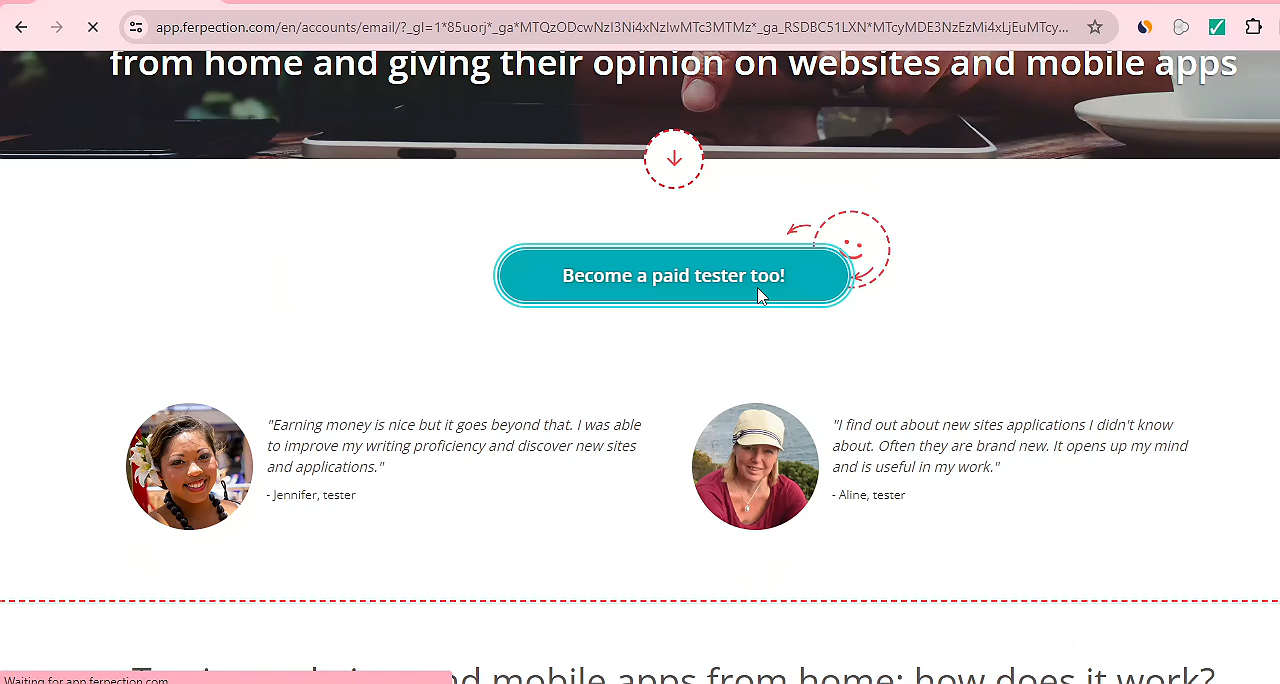 app.ferpection.com/en/accounts/email/?_gl=1*85uori*_ga*MTQzODcwNzI3Ni4xNzIwMTc3MTMz*_ga_RSDBC51LXN*MTcyMDE3NzEzMi4xLjEuMTcy...
from home and giving their opinion on websites and mobile apps
Become a paid tester too!
"Earning money is nice but it goes beyond that. I was able
to improve my writing proficiency and discover new sites
and applications."
- Jennifer, tester
"I find out about new sites applications I didn't know
about. Often they are brand new. It opens up my mind
and is useful in my work."
- Aline, tester
mobile apps from home: how does it work?
Waiting for app.ferpection.com